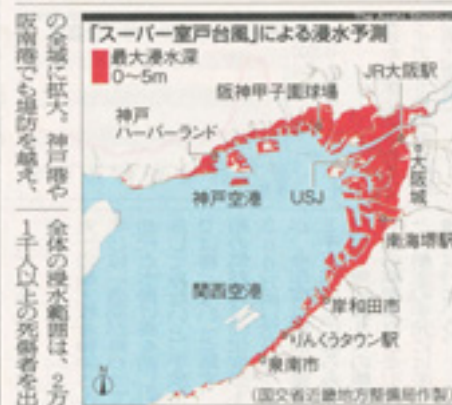 「スーパー室戸台風」による浸水予測
最大浸水深
0〜5m
JR大阪駅
阪神甲子園球場
神戸
ハーバーランド
大阪城
神戸空港
USJ
南海堺駅
関西空港
岸和田市
りんくうタウン駅
泉南市
N
(国交省近畿地方整備局作製)
の全域に拡大。神戸港や
阪南港でも堤防を越え、
全体の浸水範囲は、2万
1千人以上の死傷者を出